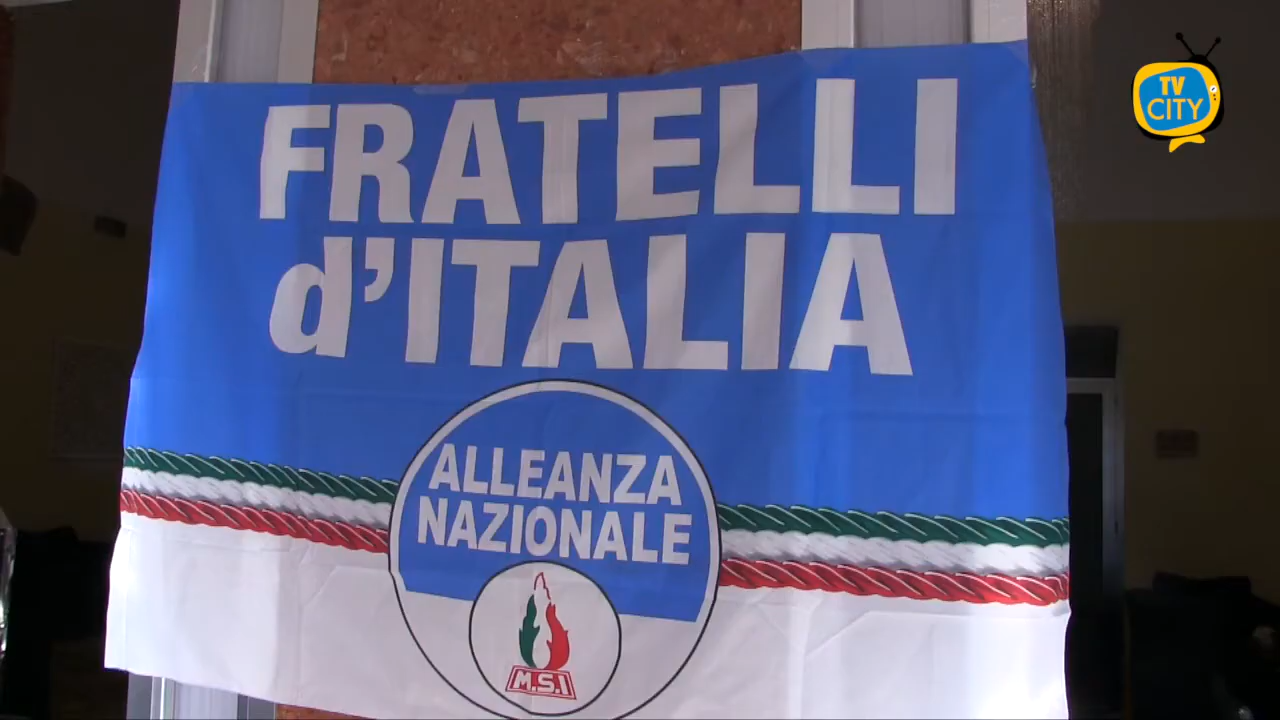 TV
CITY
FRATELLI
d'ITALIA
ALLEANZA
NAZIONALE
M.S.I